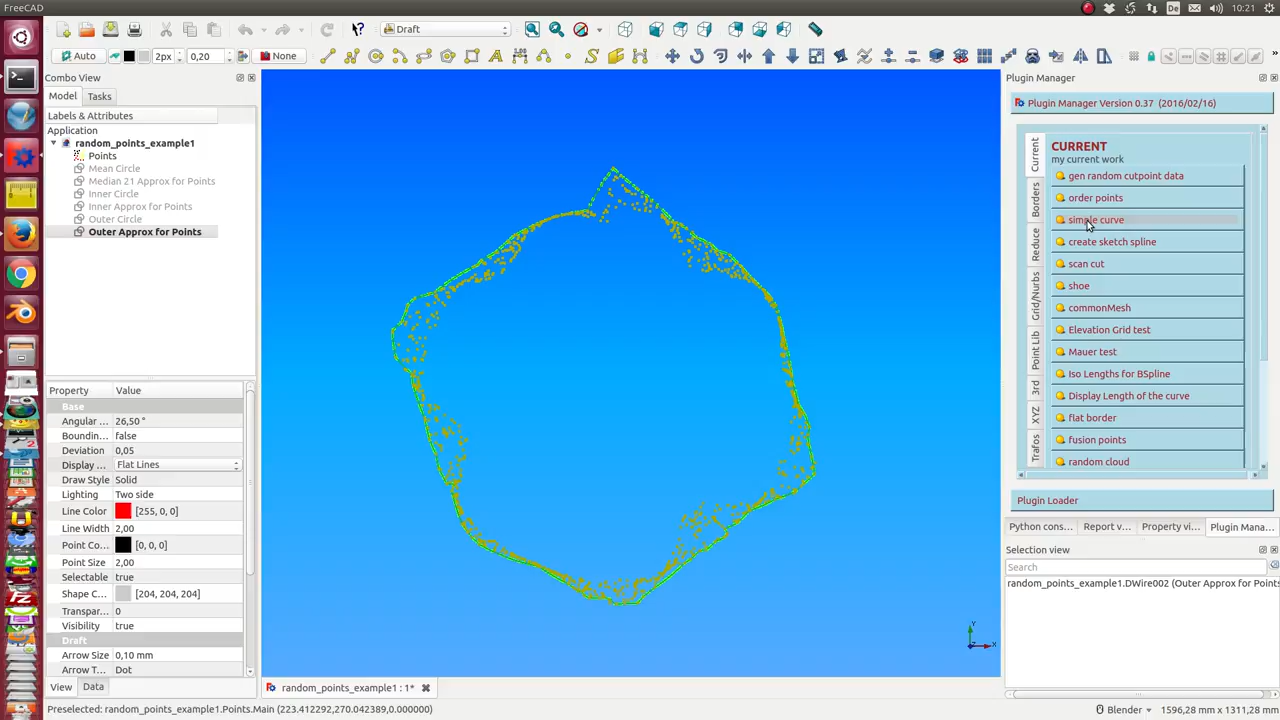 FreeCAD
De
10:21
Draft
Auto
2px
0,20
None
Combo View
Model
Tasks
Labels & Attributes
Application
random_points_example1
Points
Mean Circle
Median 21 Approx for Points
Inner Circle
Inner Approx for Points
Outer Circle
Outer Approx for Points
Property
Value
Base
Angular ...
26,50 °
Boundin...
false
Deviation
0,05
Display ...
Flat Lines
Draw Style
Solid
Lighting
Two side
Line Color
[255, 0, 0]
Line Width
2,00
Point Co...
[0, 0, 0]
Point Size
2,00
Selectable
true
Shape C...
[204, 204, 204]
Transpar...
0
Visibility
true
Draft
Arrow Size
0,10 mm
Arrow T...
Dot
View
Data
random_points_example1 : 1*
Y
X
Plugin Manager
Plugin Manager Version 0.37 (2016/02/16)
Current
Borders
Reduce
Grid/Nurbs
Point Lib
3rd
XYZ
Trafos
CURRENT
my current work
gen random cutpoint data
order points
simple curve
create sketch spline
scan cut
shoe
commonMesh
Elevation Grid test
Mauer test
Iso Lengths for BSpline
Display Length of the curve
flat border
fusion points
random cloud
Plugin Loader
Python cons...
Report v...
Property vi...
Plugin Mana...
Selection view
Search
random_points_example1.DWire002 (Outer Approx for Points
Preselected: random_points_example1.Points.Main (223.412292,270.042389,0.000000)
Blender
1596,28 mm x 1311,28 mm